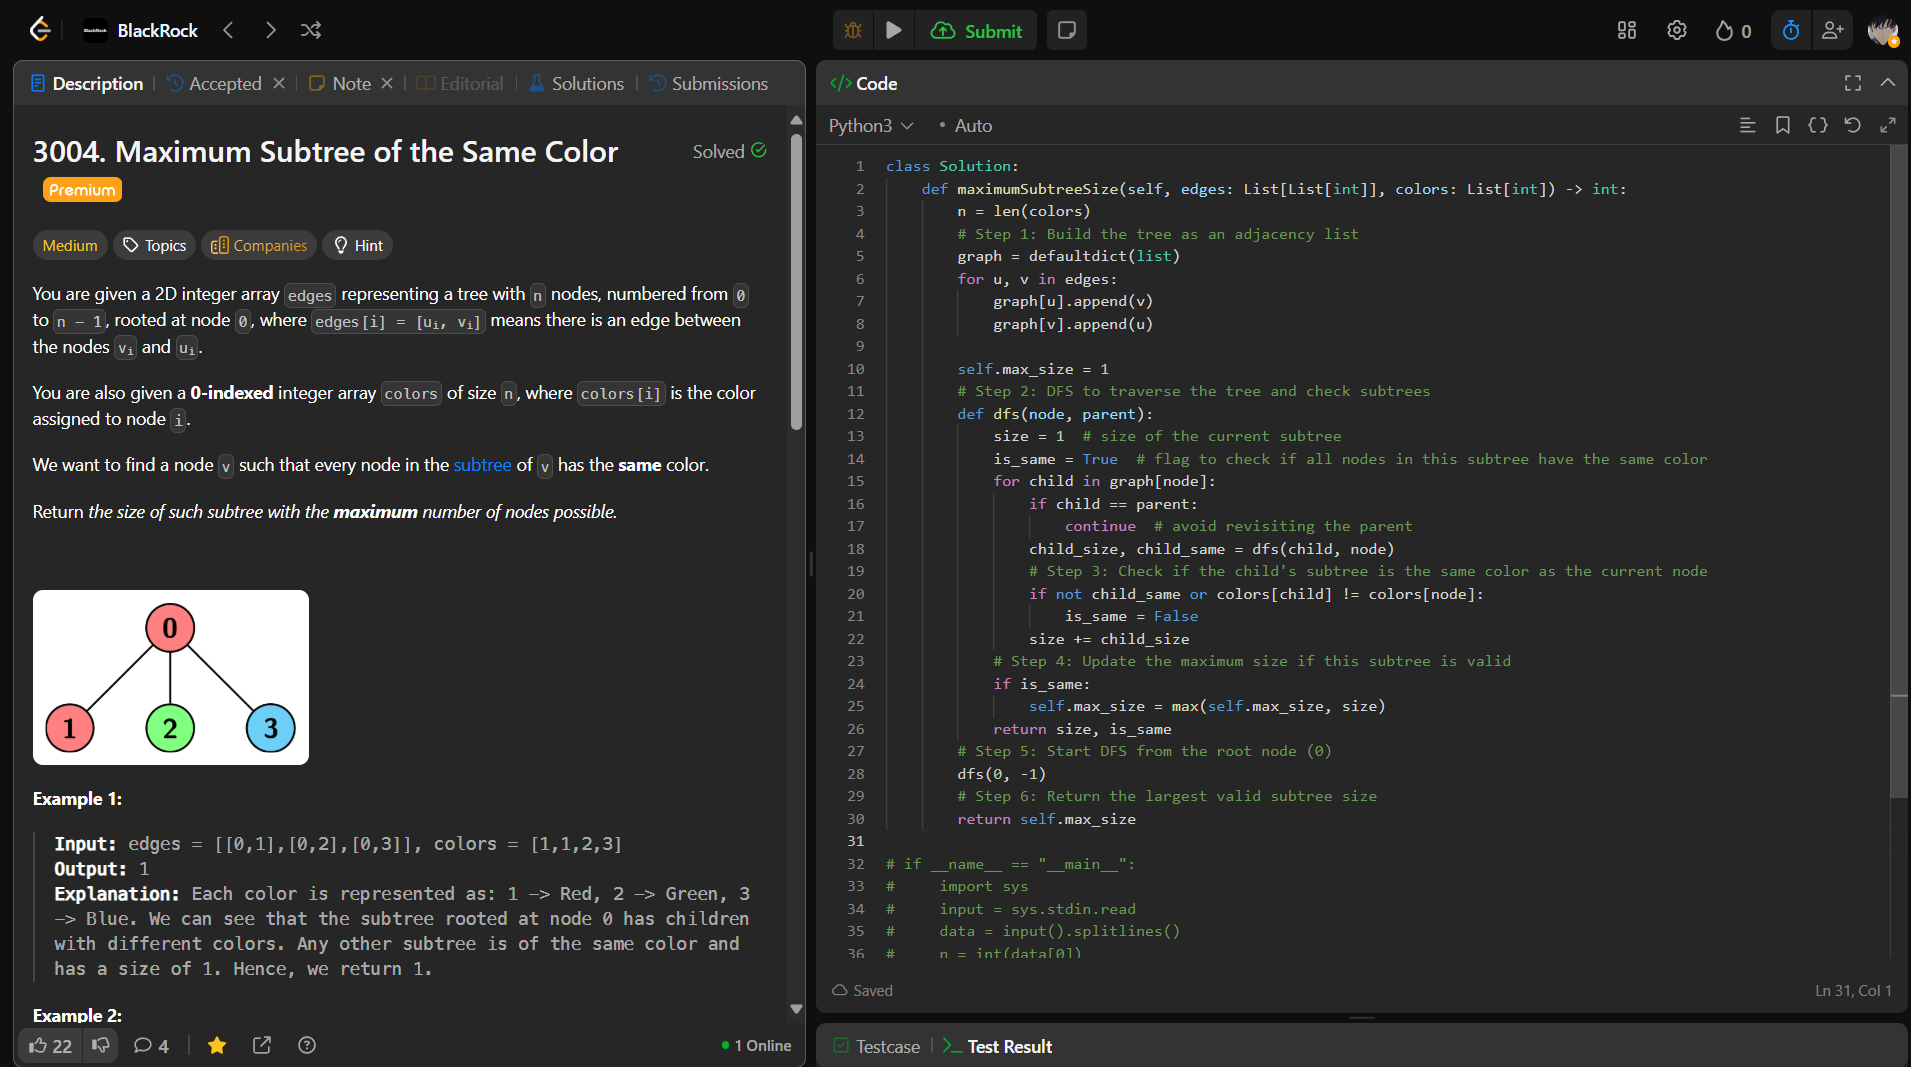 BlackRock
Submit
0
Description
Accepted
Note
Editorial
Solutions
Submissions
3004. Maximum Subtree of the Same Color
Solved
Premium
Medium
Topics
Companies
Hint
You are given a 2D integer array edges representing a tree with n nodes, numbered from 0
to n - 1, rooted at node 0, where edges[i] = [ui, vi] means there is an edge between
the nodes vi and ui.
You are also given a 0-indexed integer array colors of size n, where colors[i] is the color
assigned to node i.
We want to find a node v such that every node in the subtree of v has the same color.
Return the size of such subtree with the maximum number of nodes possible.
0
1 2 3
Example 1:
Input: edges = [[0,1],[0,2],[0,3]], colors = [1,1,2,3]
Output: 1
Explanation: Each color is represented as: 1 -> Red, 2 -> Green, 3
-> Blue. We can see that the subtree rooted at node 0 has children
with different colors. Any other subtree is of the same color and
has a size of 1. Hence, we return 1.
Example 2:
22
4
1 Online
</> Code
Python3
• Auto
1 class Solution:
2 def maximumSubtreeSize(self, edges: List[List[int]], colors: List[int]) -> int:
3 n = len(colors)
4 # Step 1: Build the tree as an adjacency list
5 graph = defaultdict(list)
6 for u, v in edges:
7 graph[u].append(v)
8 graph[v].append(u)
9
10 self.max_size = 1
11 # Step 2: DFS to traverse the tree and check subtrees
12 def dfs(node, parent):
13 size = 1 # size of the current subtree
14 is_same = True # flag to check if all nodes in this subtree have the same color
15 for child in graph[node]:
16 if child == parent:
17 continue # avoid revisiting the parent
18 child_size, child_same = dfs(child, node)
19 # Step 3: Check if the child's subtree is the same color as the current node
20 if not child_same or colors[child] != colors[node]:
21 is_same = False
22 size += child_size
23 # Step 4: Update the maximum size if this subtree is valid
24 if is_same:
25 self.max_size = max(self.max_size, size)
26 return size, is_same
27 # Step 5: Start DFS from the root node (0)
28 dfs(0, -1)
29 # Step 6: Return the largest valid subtree size
30 return self.max_size
31
32 # if __name__ == "__main__":
33 # import sys
34 # input = sys.stdin.read
35 # data = input().splitlines()
36 # n = int(data[0])
Saved
Ln 31, Col 1
Testcase
Test Result